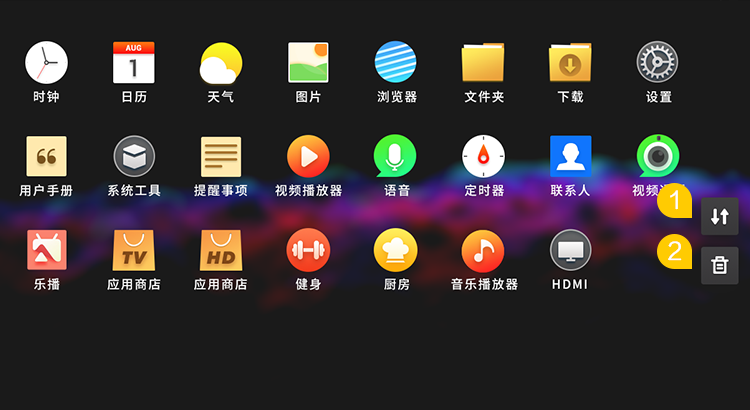 AUG
1
时钟
日历
天气
图片
浏览器
文件夹
下载
设置
用户手册
系统工具
提醒事项
视频播放器
语音
定时器
联系人
视频
1
TV
HD
2
乐播
应用商店
应用商店
健身
厨房
音乐播放器
HDMI